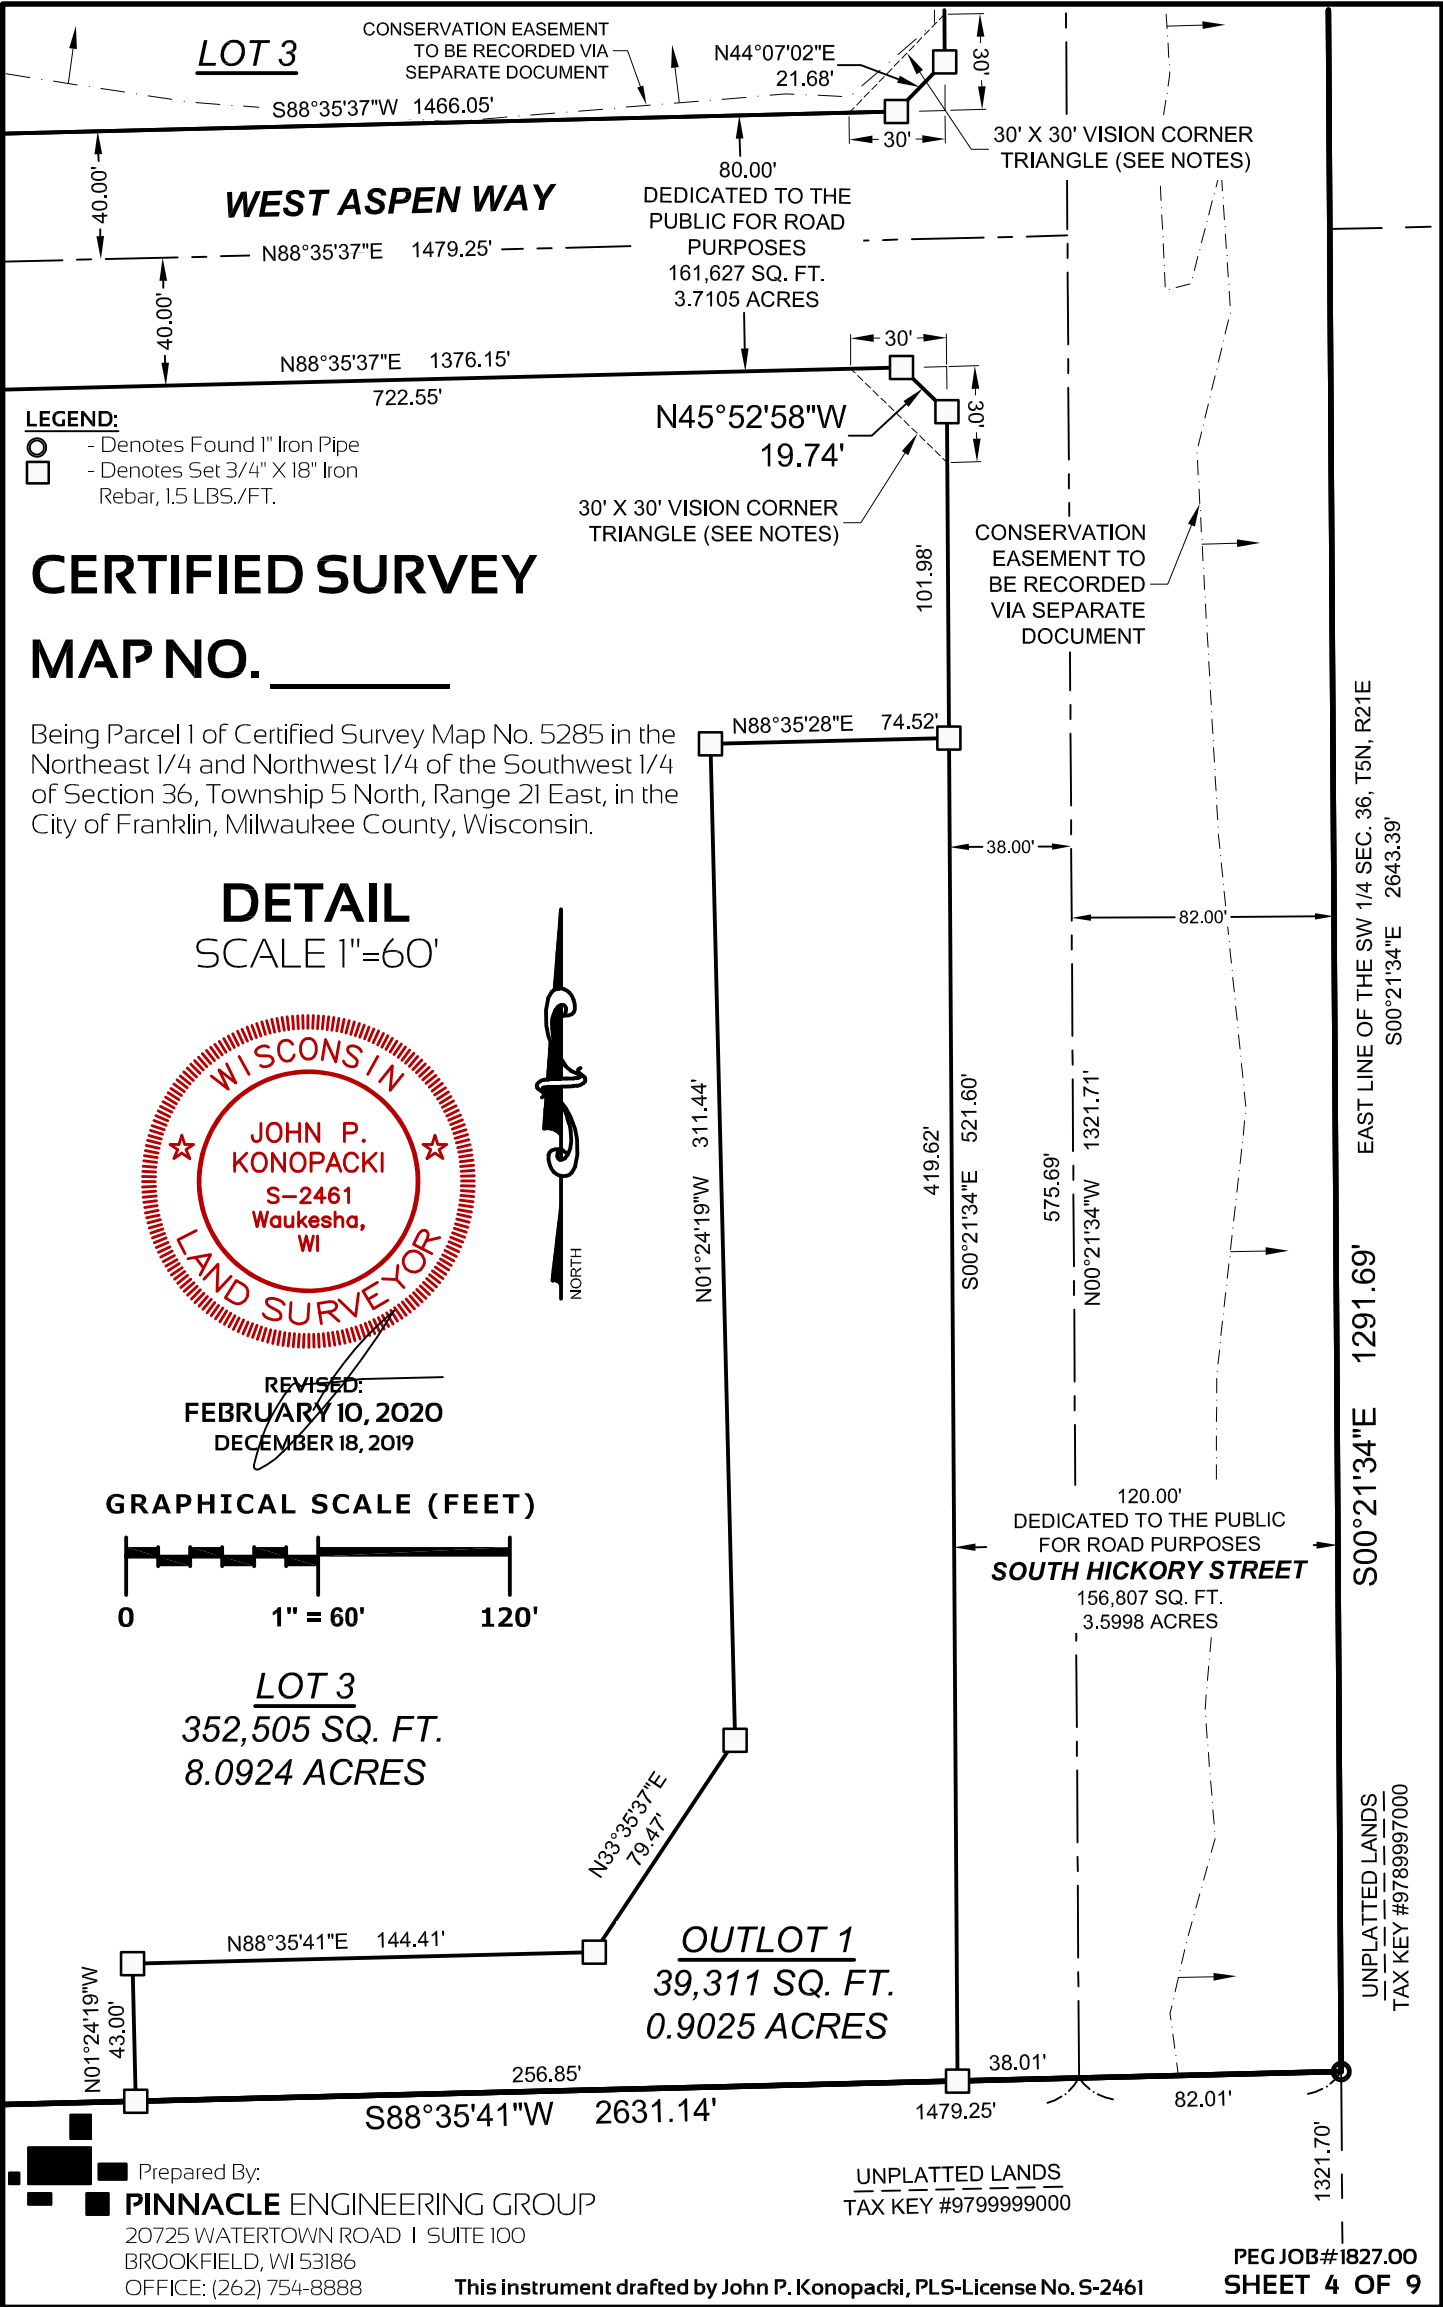 LOT 3
CONSERVATION EASEMENT
TO BE RECORDED VIA
SEPARATE DOCUMENT
N44°07'02"E
21.68'
30'
S88°35'37"W 1466.05'
30'
30' X 30' VISION CORNER
TRIANGLE (SEE NOTES)
40.00'
WEST ASPEN WAY
80.00'
DEDICATED TO THE
PUBLIC FOR ROAD
PURPOSES
161,627 SQ. FT.
3.7105 ACRES
N88°35'37"E 1479.25'
40.00'
N88°35'37"E 1376.15'
722.55'
30'
30'
N45°52'58"W
19.74'
30' X 30' VISION CORNER
TRIANGLE (SEE NOTES)
LEGEND:
- Denotes Found 1" Iron Pipe
- Denotes Set 3/4" X 18" Iron
Rebar, 1.5 LBS./FT.
CERTIFIED SURVEY
MAP NO.
Being Parcel 1 of Certified Survey Map No. 5285 in the
Northeast 1/4 and Northwest 1/4 of the Southwest 1/4
of Section 36, Township 5 North, Range 21 East, in the
City of Franklin, Milwaukee County, Wisconsin.
101.98'
CONSERVATION
EASEMENT TO
BE RECORDED
VIA SEPARATE
DOCUMENT
N88°35'28"E 74.52'
38.00'
82.00'
EAST LINE OF THE SW 1/4 SEC. 36, T5N, R21E
S00°21'34"E 2643.39'
DETAIL
SCALE 1"=60'
NORTH
WISCONSIN
JOHN P.
KONOPACKI
S-2461
Waukesha,
WI
LAND SURVEYOR
REVISED:
FEBRUARY 10, 2020
DECEMBER 18, 2019
N01°24'19"W 311.44'
419.62'
S00°21'34"E 521.60'
575.69'
N00°21'34"W 1321.71'
S00°21'34"E 1291.69'
GRAPHICAL SCALE (FEET)
0 1" = 60' 120'
120.00'
DEDICATED TO THE PUBLIC
FOR ROAD PURPOSES
SOUTH HICKORY STREET
156,807 SQ. FT.
3.5998 ACRES
LOT 3
352,505 SQ. FT.
8.0924 ACRES
N33°35'37"E
79.47'
N88°35'41"E 144.41'
N01°24'19"W
43.00'
OUTLOT 1
39,311 SQ. FT.
0.9025 ACRES
UNPLATTED LANDS
TAX KEY #9789997000
256.85'
38.01'
82.01'
S88°35'41"W 2631.14'
1479.25'
1321.70'
UNPLATTED LANDS
TAX KEY #9799999000
Prepared By:
PINNACLE ENGINEERING GROUP
20725 WATERTOWN ROAD | SUITE 100
BROOKFIELD, WI 53186
OFFICE: (262) 754-8888
This instrument drafted by John P. Konopacki, PLS-License No. S-2461
PEG JOB#1827.00
SHEET 4 OF 9